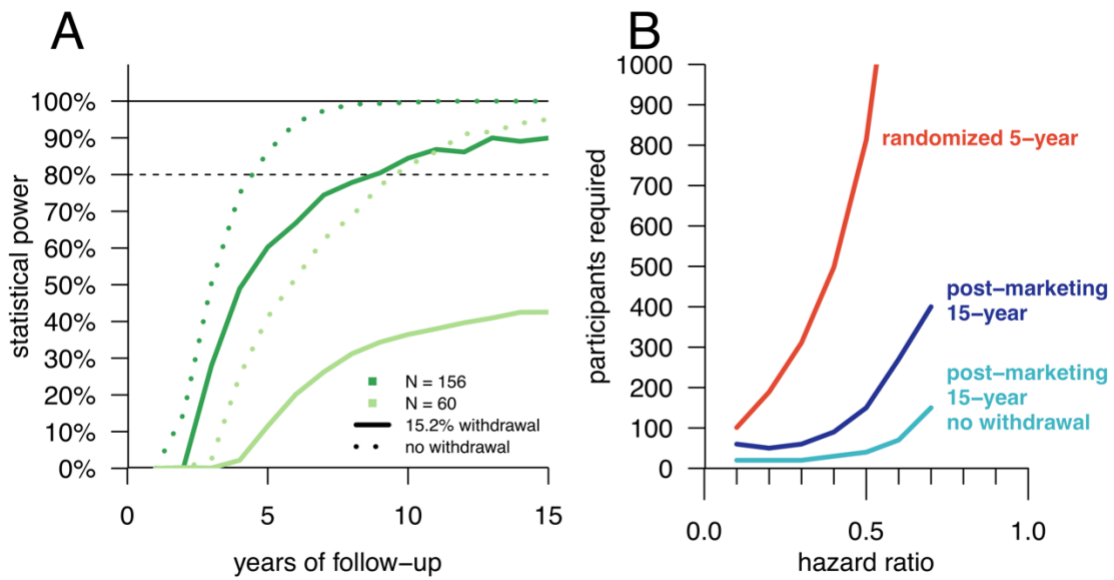 A
100%
90%
80%
70%
60%
50%
40%
30%
20%
10%
0%
statistical power
N = 156
N = 60
15.2% withdrawal
no withdrawal
0
5
10
15
years of follow−up
B
1000
900
800
700
600
500
400
300
200
100
0
participants required
randomized 5−year
post−marketing
15−year
post−marketing
15−year
no withdrawal
0.0
0.5
1.0
hazard ratio